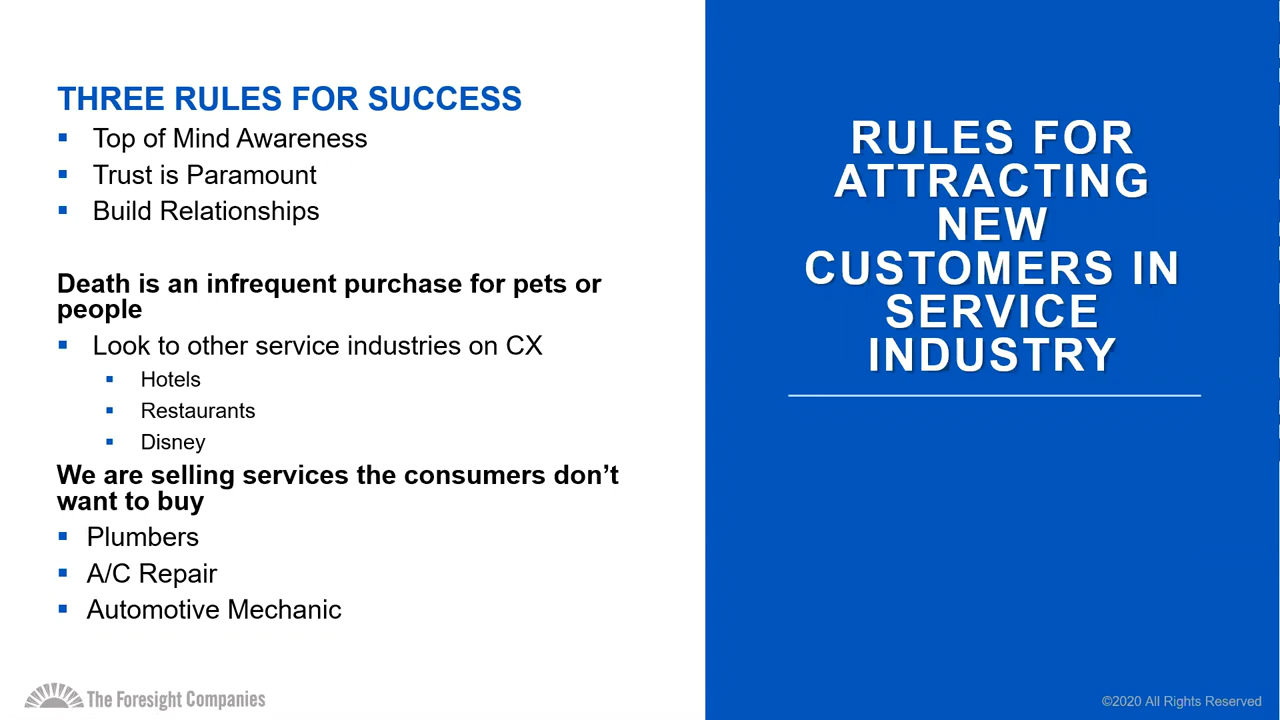 THREE RULES FOR SUCCESS
▪ Top of Mind Awareness
▪ Trust is Paramount
▪ Build Relationships
Death is an infrequent purchase for pets or
people
▪ Look to other service industries on CX
▪ Hotels
▪ Restaurants
▪ Disney
We are selling services the consumers don’t
want to buy
▪ Plumbers
▪ A/C Repair
▪ Automotive Mechanic
The Foresight Companies
RULES FOR
ATTRACTING
NEW
CUSTOMERS IN
SERVICE
INDUSTRY
©2020 All Rights Reserved